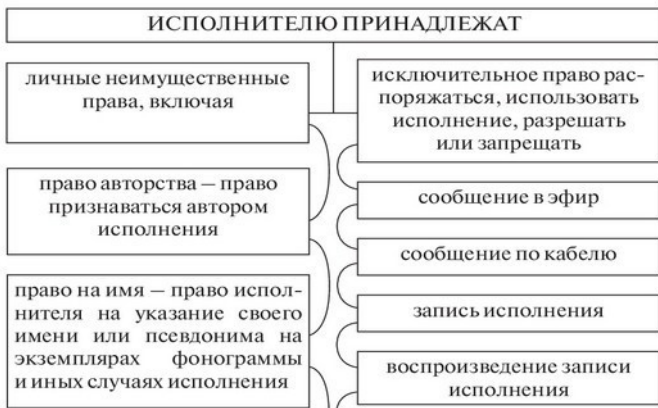 ИСПОЛНИТЕЛЮ ПРИНАДЛЕЖАТ
личные неимущественные
права, включая
право авторства — право
признаваться автором
исполнения
право на имя — право испол-
нителя на указание своего
имени или псевдонима на
экземплярах фонограммы
и иных случаях исполнения
исключительное право рас-
поряжаться, использовать
исполнение, разрешать
или запрещать
сообщение в эфир
сообщение по кабелю
запись исполнения
воспроизведение записи
исполнения